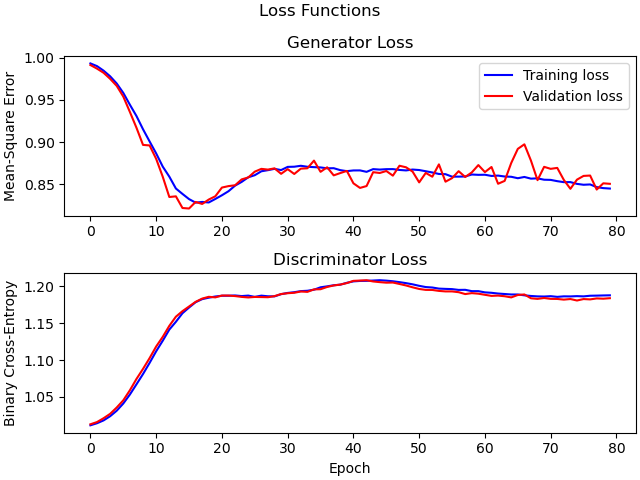 Loss Functions
Generator Loss
Mean-Square Error
1.00
0.95
0.90
0.85
Training loss
Validation loss
0 10 20 30 40 50 60 70 80
Discriminator Loss
Binary Cross-Entropy
1.20
1.15
1.10
1.05
0 10 20 30 40 50 60 70 80
Epoch